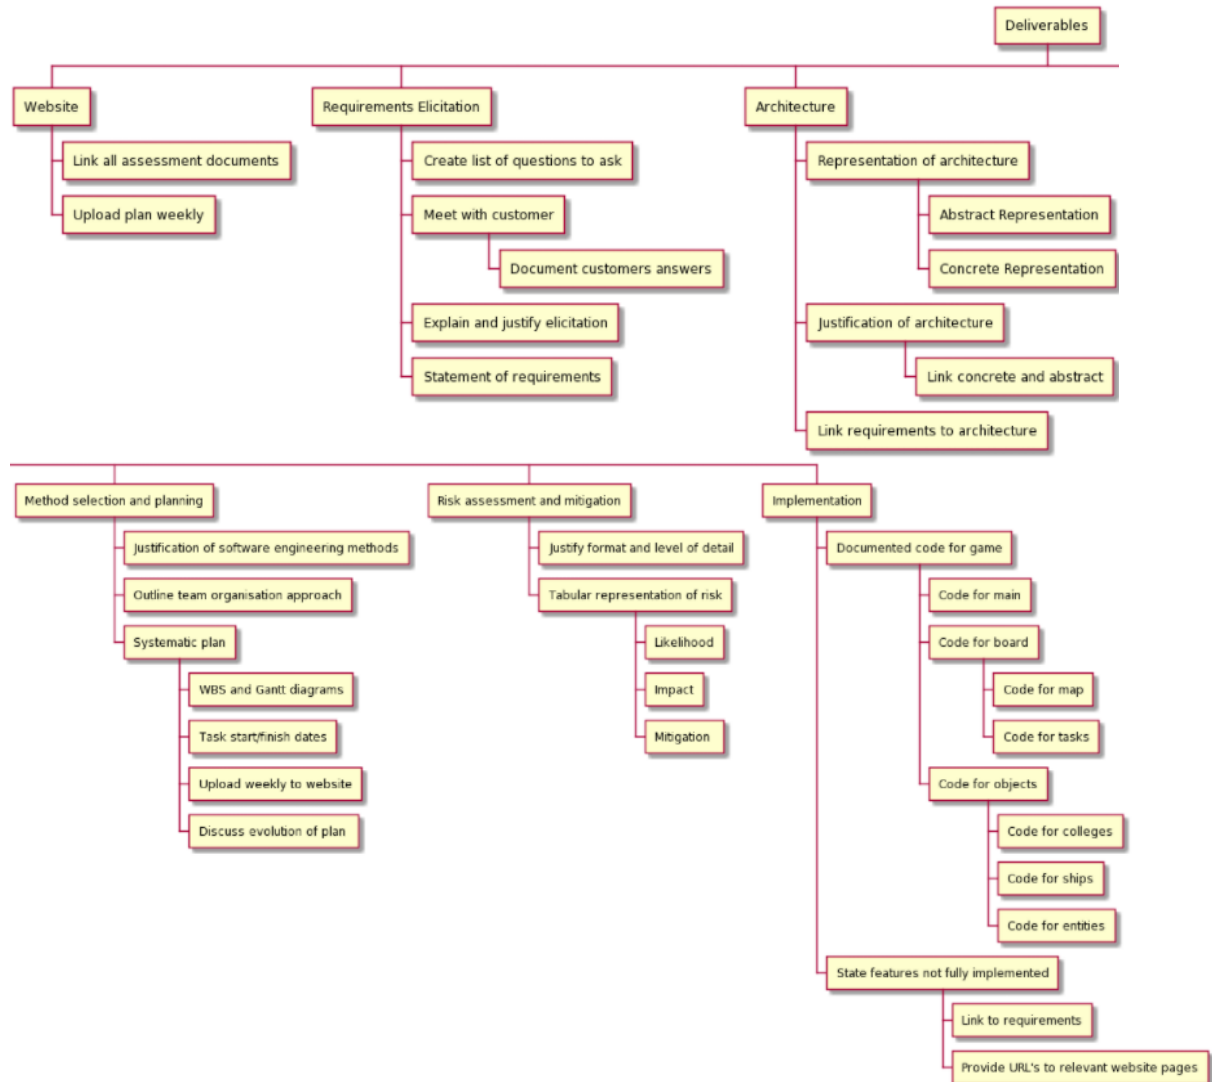 Deliverables
Website
Link all assessment documents
Upload plan weekly
Requirements Elicitation
Create list of questions to ask
Meet with customer
Document customers answers
Explain and justify elicitation
Statement of requirements
Architecture
Representation of architecture
Abstract Representation
Concrete Representation
Justification of architecture
Link concrete and abstract
Link requirements to architecture
Method selection and planning
Justification of software engineering methods
Outline team organisation approach
Systematic plan
WBS and Gantt diagrams
Task start/finish dates
Upload weekly to website
Discuss evolution of plan
Risk assessment and mitigation
Justify format and level of detail
Tabular representation of risk
Likelihood
Impact
Mitigation
Implementation
Documented code for game
Code for main
Code for board
Code for map
Code for tasks
Code for objects
Code for colleges
Code for ships
Code for entities
State features not fully implemented
Link to requirements
Provide URL's to relevant website pages